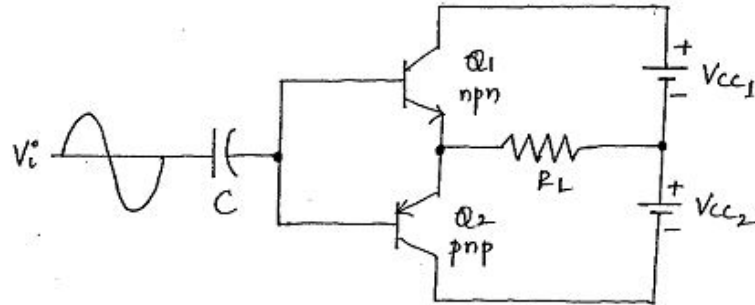 Q1
npn
+
VCC1
-
Vi
C
RL
+
VCC2
-
Q2
pnp